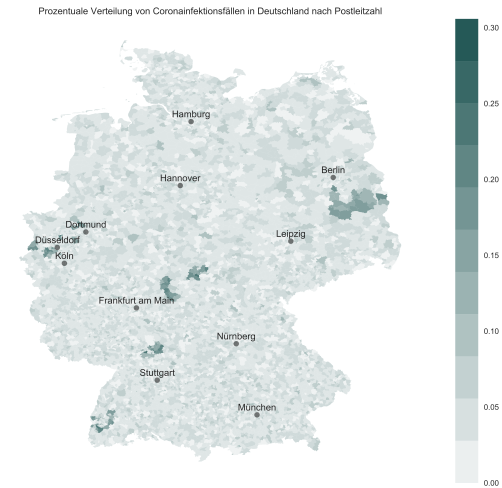 Prozentuale Verteilung von Coronainfektionsfällen in Deutschland nach Postleitzahl
0.30
Hamburg
0.25
Berlin
Hannover
0.20
Dortmund
Leipzig
Düsseldorf
Köln
0.15
Frankfurt am Main
0.10
Nürnberg
Stuttgart
0.05
München
0.00